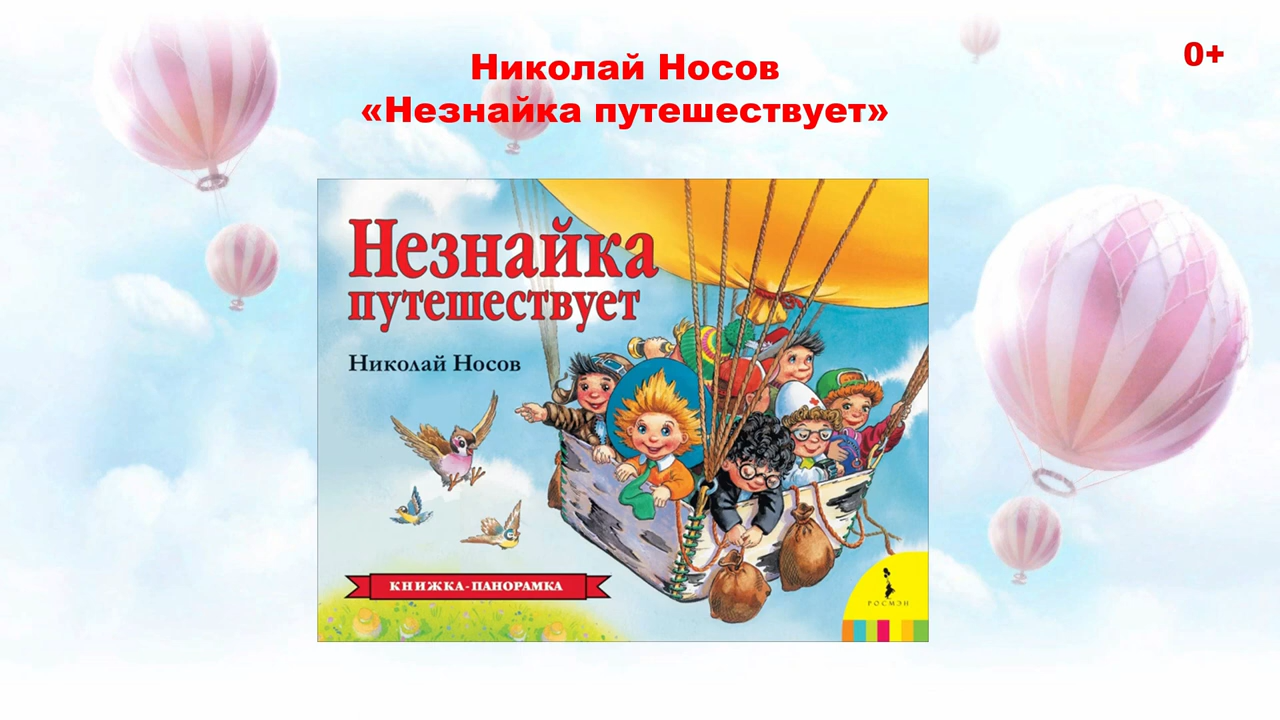 Николай Носов
«Незнайка путешествует»
0+
Незнайка
путешествует
Николай Носов
КНИЖКА-ПАНОРАМКА
РОСМЭН